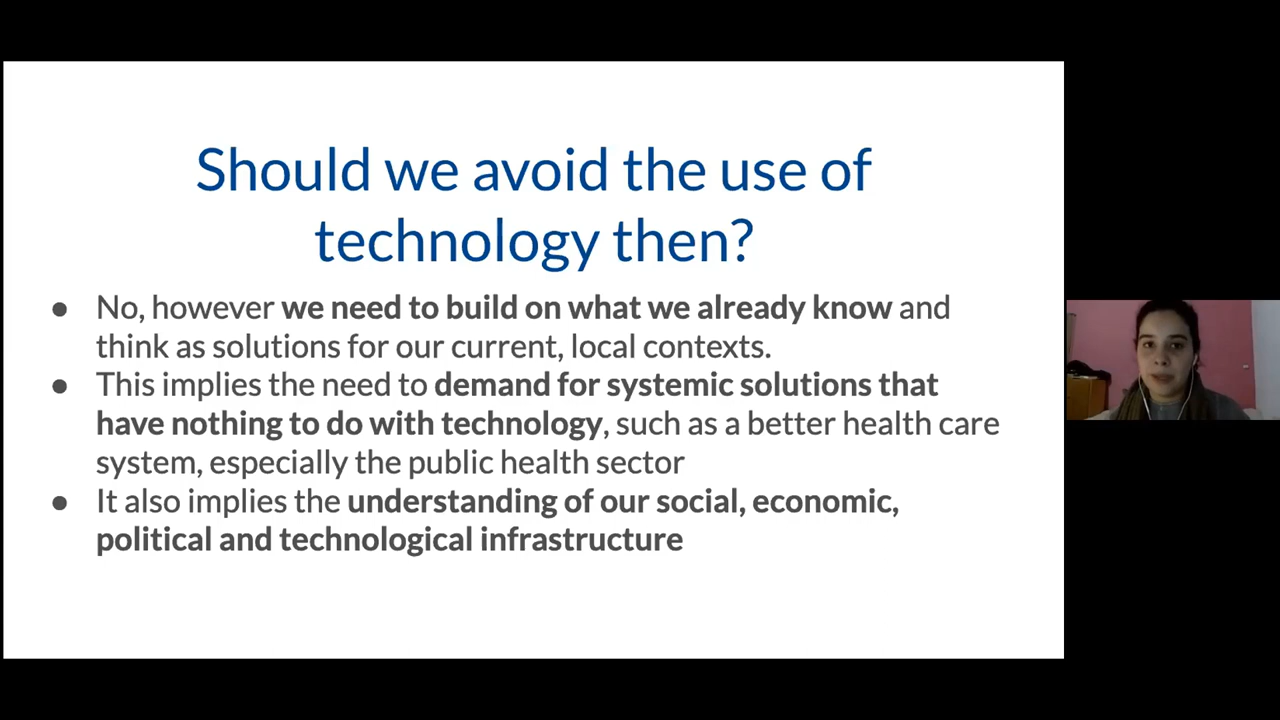 Should we avoid the use of
technology then?
● No, however we need to build on what we already know and
think as solutions for our current, local contexts.
● This implies the need to demand for systemic solutions that
have nothing to do with technology, such as a better health care
system, especially the public health sector
● It also implies the understanding of our social, economic,
political and technological infrastructure